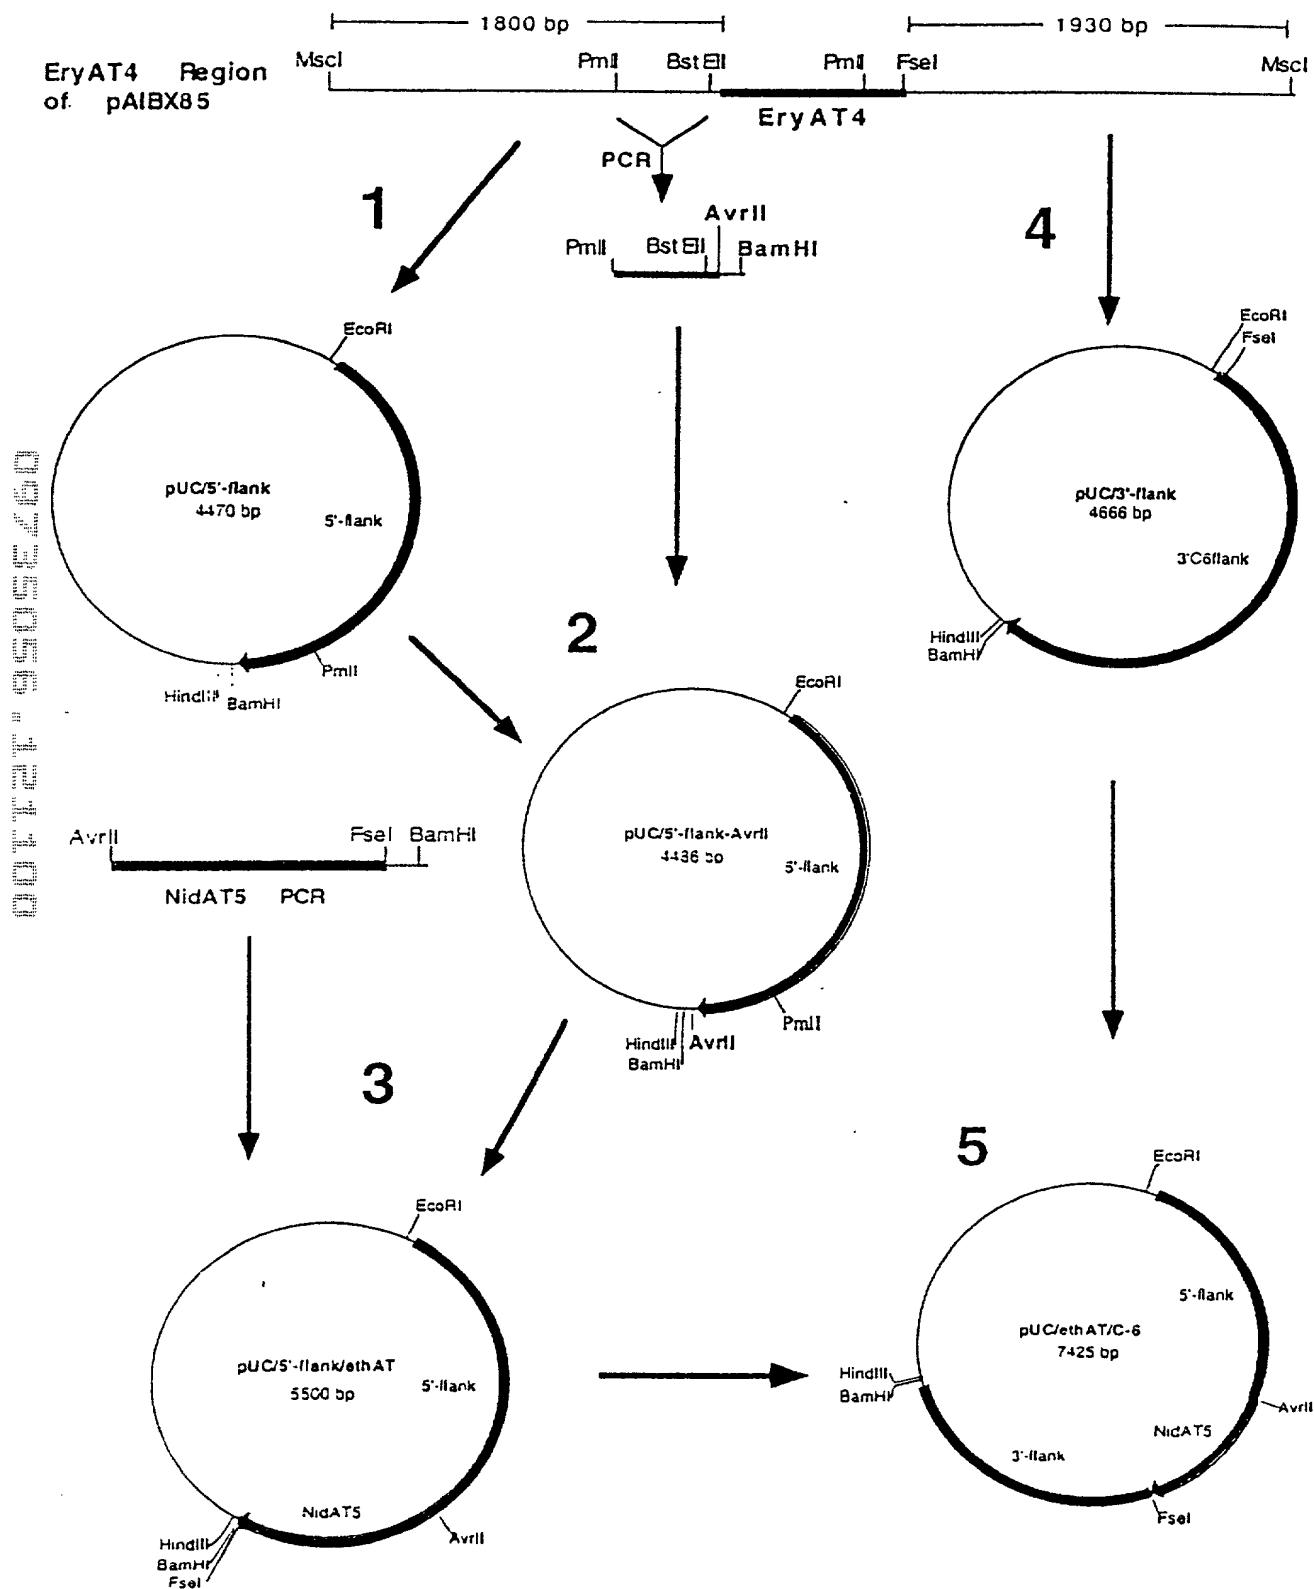 1800 bp
1930 bp
EryAT4 Region
of pAIBX85
MscI
PmlI
BstEII
PmlI
FseI
MscI
EryAT4
PCR
1
4
AvrII
PmlI
BstEII
BamHI
EcoRI
pUC/5'-flank
4470 bp
5'-flank
PmlI
HindIII
BamHI
EcoRI
FseI
pUC/3'-flank
4666 bp
3'C6flank
HindIII
BamHI
2
EcoRI
pUC/5'-flank-AvrII
4436 bp
5'-flank
PmlI
HindIII
AvrII
BamHI
AvrII
FseI
BamHI
NidAT5 PCR
3
EcoRI
pUC/5'-flank/ethAT
5500 bp
5'-flank
NidAT5
AvrII
HindIII
BamHI
FseI
5
EcoRI
5'-flank
pUC/ethAT/C-6
7425 bp
HindIII
BamHI
AvrII
NidAT5
3'-flank
FseI